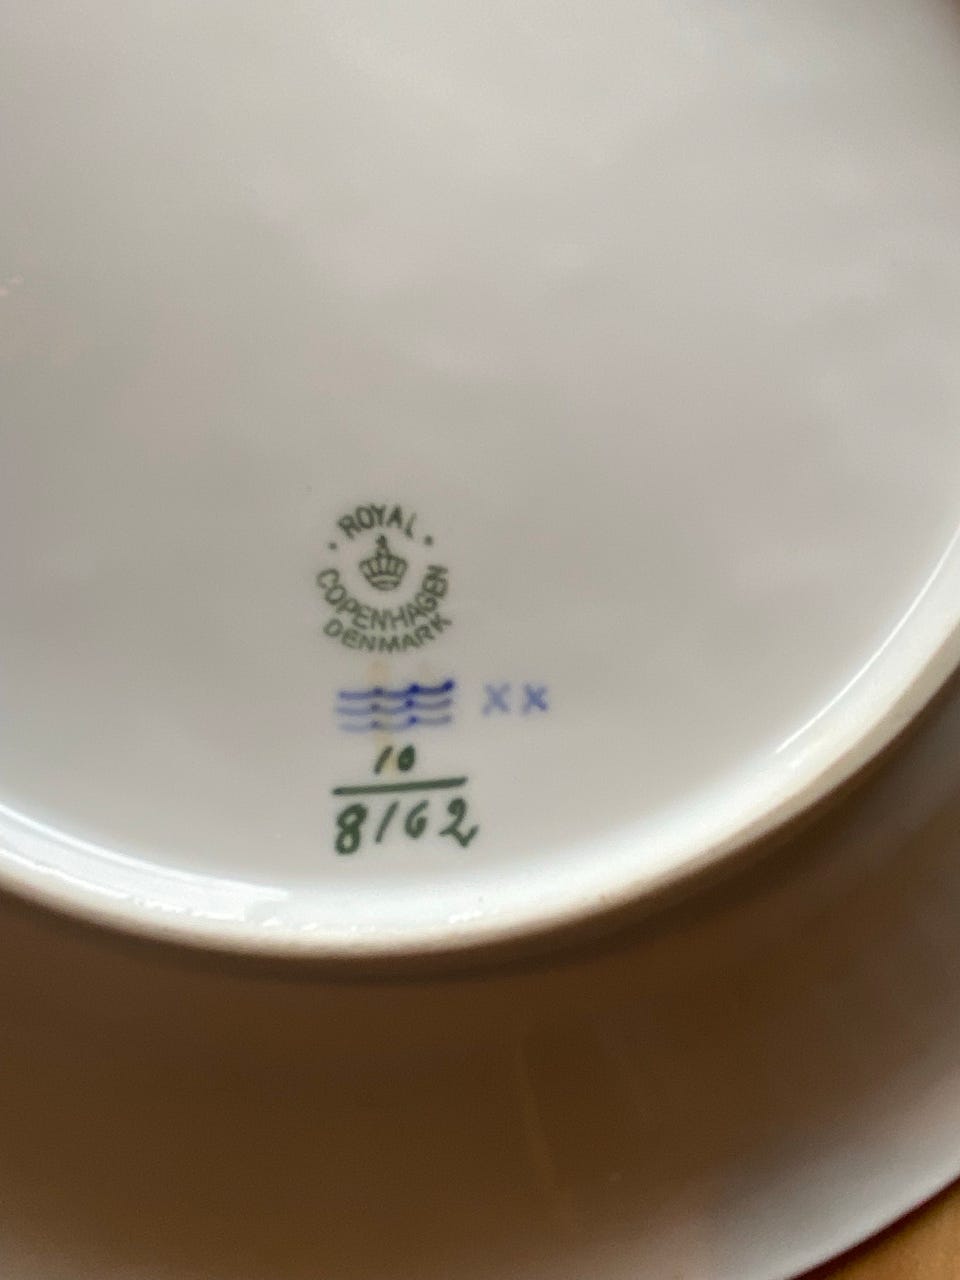 · ROYAL ·
COPENHAGEN
DENMARK
XX
10
8162